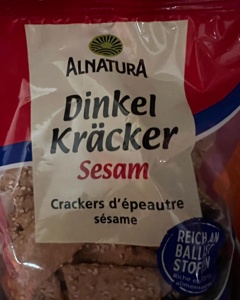 ALNATURA
Dinkel
Kräcker
Sesam
Crackers d'épeautre
sésame
REICH AN
BALL
STOF